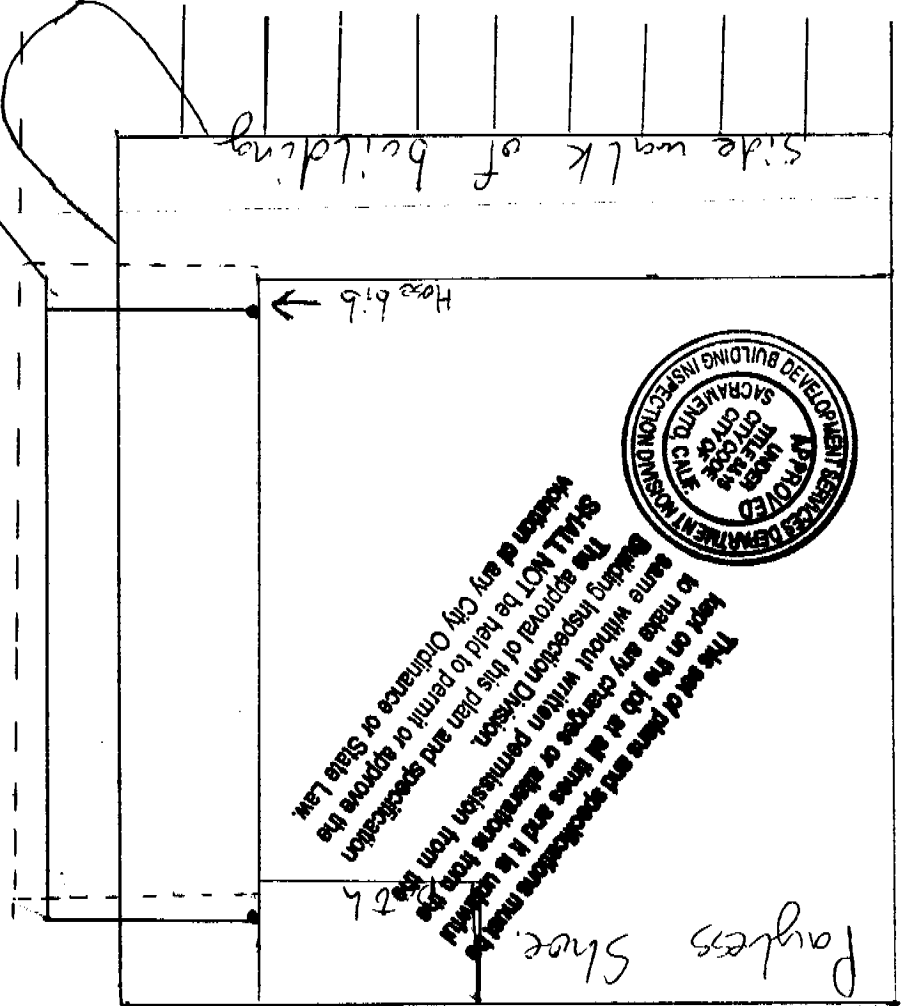 Payless Shoe.
Bath
This set of plans and specifications must be
kept on the job at all times and it is unlawful
to make any changes or alterations from the
same without written permission from the
Building Inspection Division.
The approval of this plan and specification
SHALL NOT be held to permit or approve the
violation of any City Ordinance or State Law.
DEVELOPMENT SERVICES DEPARTMENT
BUILDING INSPECTION DIVISION
APPROVED
UNDER
CITY CODE
CITY OF
SACRAMENTO, CALIF.
Hose bib
Side walk of building